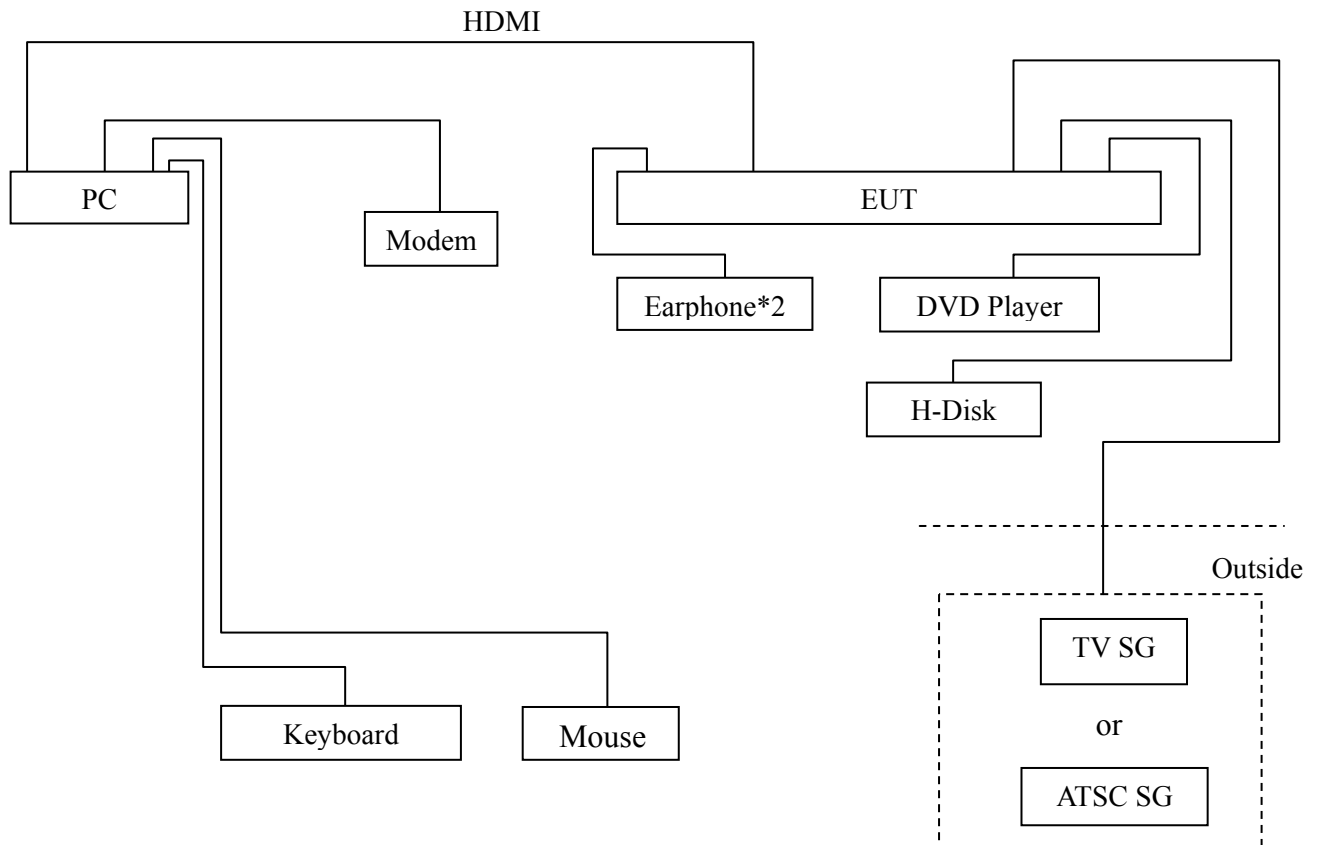 HDMI
PC
EUT
Modem
Earphone*2
DVD Player
H-Disk
Outside
TV SG
or
ATSC SG
Keyboard
Mouse